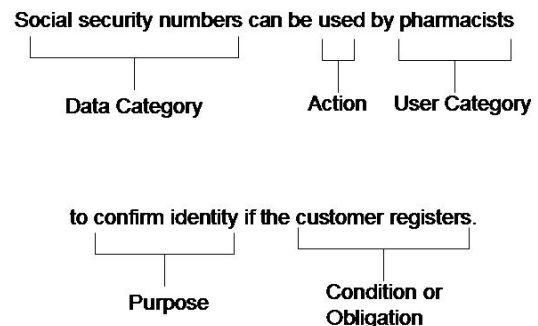 Social security numbers can be used by pharmacists
Data Category Action User Category
to confirm identity if the customer registers.
Purpose Condition or
Obligation